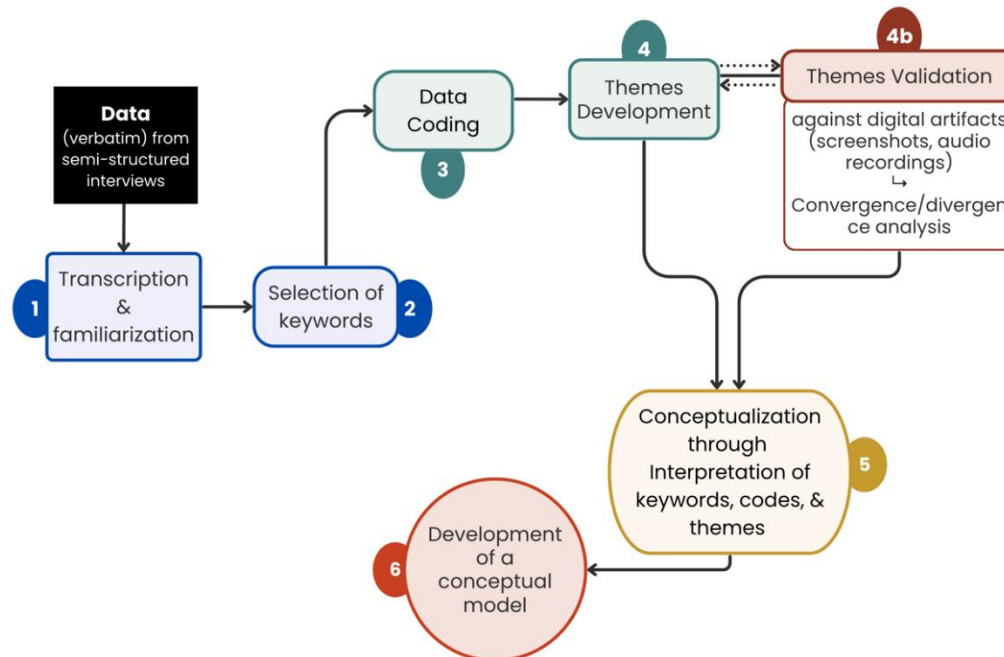 Data
(verbatim) from
semi-structured
interviews
1
Transcription
&
familiarization
2
Selection of
keywords
3
Data
Coding
4
Themes
Development
4b
Themes Validation
against digital artifacts
(screenshots, audio
recordings)
↳
Convergence/divergen
ce analysis
5
Conceptualization
through
Interpretation of
keywords, codes, &
themes
6
Development
of a
conceptual
model